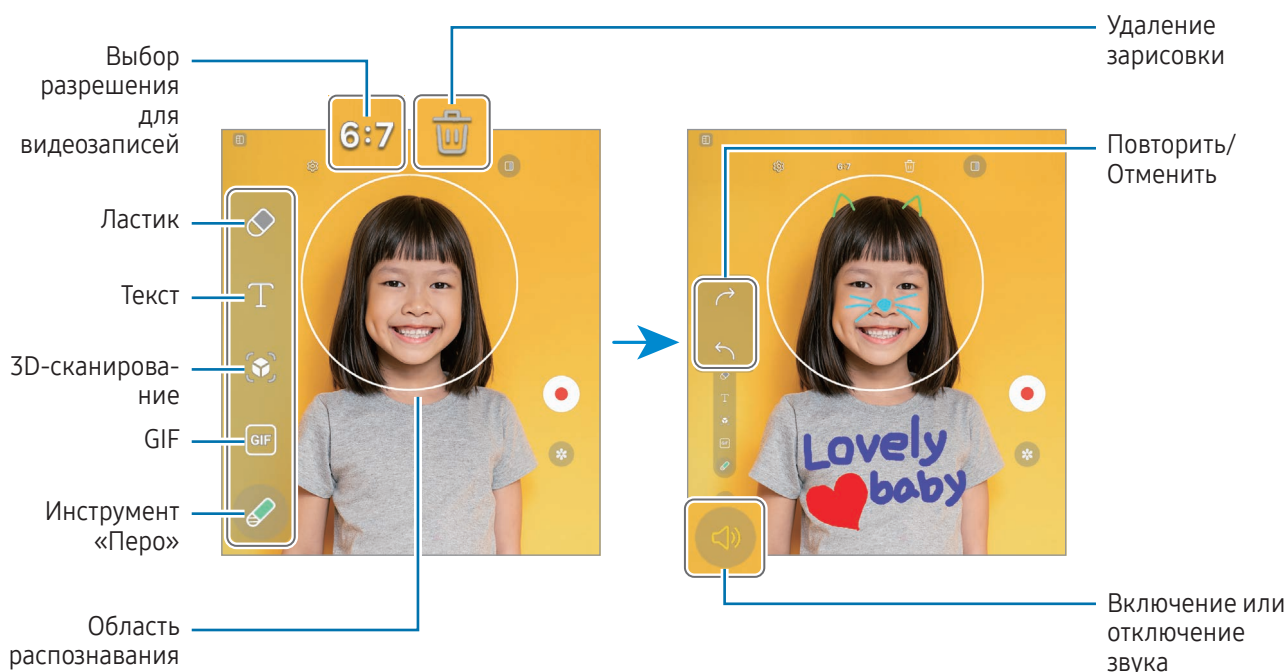 Выбор
разрешения
для
видеозаписей
Ластик
Текст
3D-сканирова-
ние
GIF
Инструмент
«Перо»
Область
распознавания
6:7
T
GIF
Удаление
зарисовки
Повторить/
Отменить
6:7
T
GIF
Lovely
baby
Включение или
отключение
звука